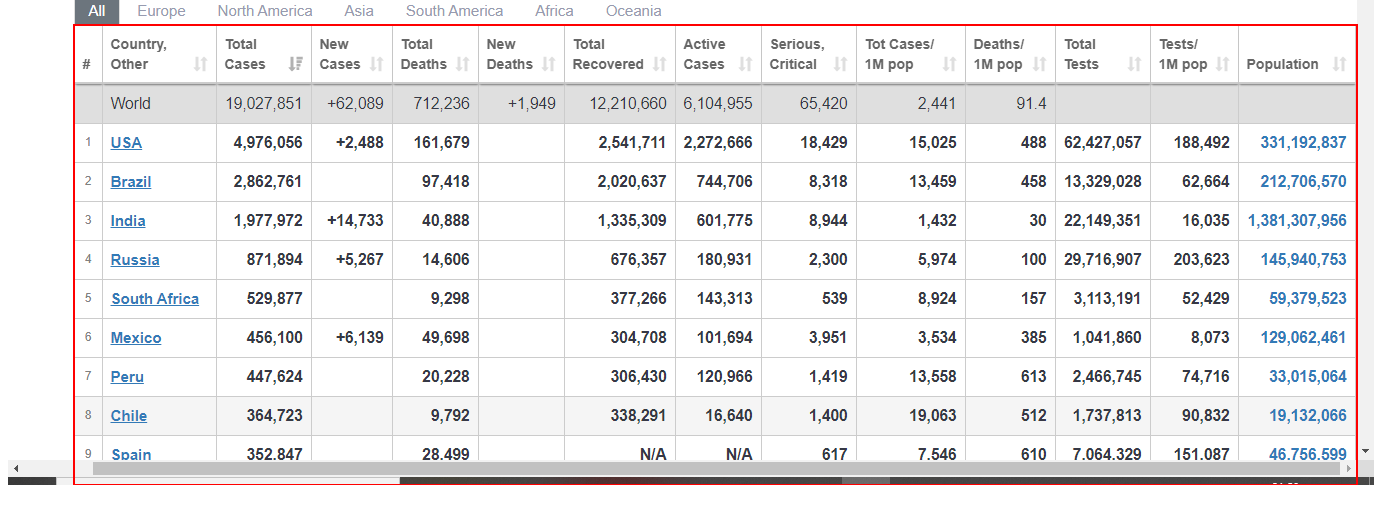 All Europe North America Asia South America Africa Oceania
# Country, Other Total Cases New Cases Total Deaths New Deaths Total Recovered Active Cases Serious, Critical Tot Cases/ 1M pop Deaths/ 1M pop Total Tests Tests/ 1M pop Population
World 19,027,851 +62,089 712,236 +1,949 12,210,660 6,104,955 65,420 2,441 91.4
1 USA 4,976,056 +2,488 161,679 2,541,711 2,272,666 18,429 15,025 488 62,427,057 188,492 331,192,837
2 Brazil 2,862,761 97,418 2,020,637 744,706 8,318 13,459 458 13,329,028 62,664 212,706,570
3 India 1,977,972 +14,733 40,888 1,335,309 601,775 8,944 1,432 30 22,149,351 16,035 1,381,307,956
4 Russia 871,894 +5,267 14,606 676,357 180,931 2,300 5,974 100 29,716,907 203,623 145,940,753
5 South Africa 529,877 9,298 377,266 143,313 539 8,924 157 3,113,191 52,429 59,379,523
6 Mexico 456,100 +6,139 49,698 304,708 101,694 3,951 3,534 385 1,041,860 8,073 129,062,461
7 Peru 447,624 20,228 306,430 120,966 1,419 13,558 613 2,466,745 74,716 33,015,064
8 Chile 364,723 9,792 338,291 16,640 1,400 19,063 512 1,737,813 90,832 19,132,066
9 Spain 352,847 28,499 N/A N/A 617 7,546 610 7,064,329 151,087 46,756,599